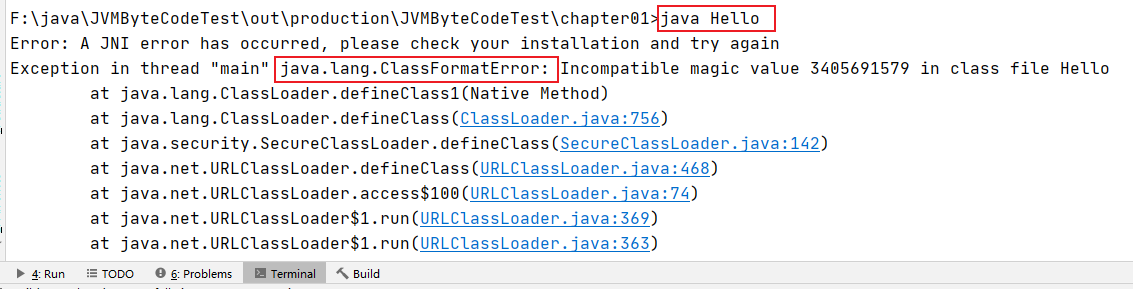 F:\java\JVMByteCodeTest\out\production\JVMByteCodeTest\chapter01>java Hello
Error: A JNI error has occurred, please check your installation and try again
Exception in thread "main" java.lang.ClassFormatError: Incompatible magic value 3405691579 in class file Hello
at java.lang.ClassLoader.defineClass1(Native Method)
at java.lang.ClassLoader.defineClass(ClassLoader.java:756)
at java.security.SecureClassLoader.defineClass(SecureClassLoader.java:142)
at java.net.URLClassLoader.defineClass(URLClassLoader.java:468)
at java.net.URLClassLoader.access$100(URLClassLoader.java:74)
at java.net.URLClassLoader$1.run(URLClassLoader.java:369)
at java.net.URLClassLoader$1.run(URLClassLoader.java:363)
4: Run TODO 6: Problems Terminal Build